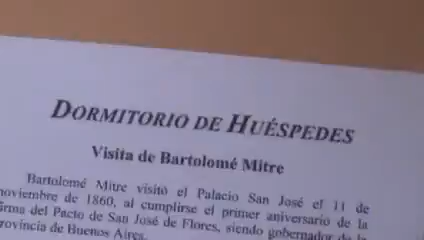 DORMITORIO DE HUÉSPEDES
Visita de Bartolomé Mitre
Bartolomé Mitre visitó el Palacio San José el 11 de
noviembre de 1860, al cumplirse el primer aniversario de la
firma del Pacto de San José de Flores, siendo gobernador de la
provincia de Buenos Aires.